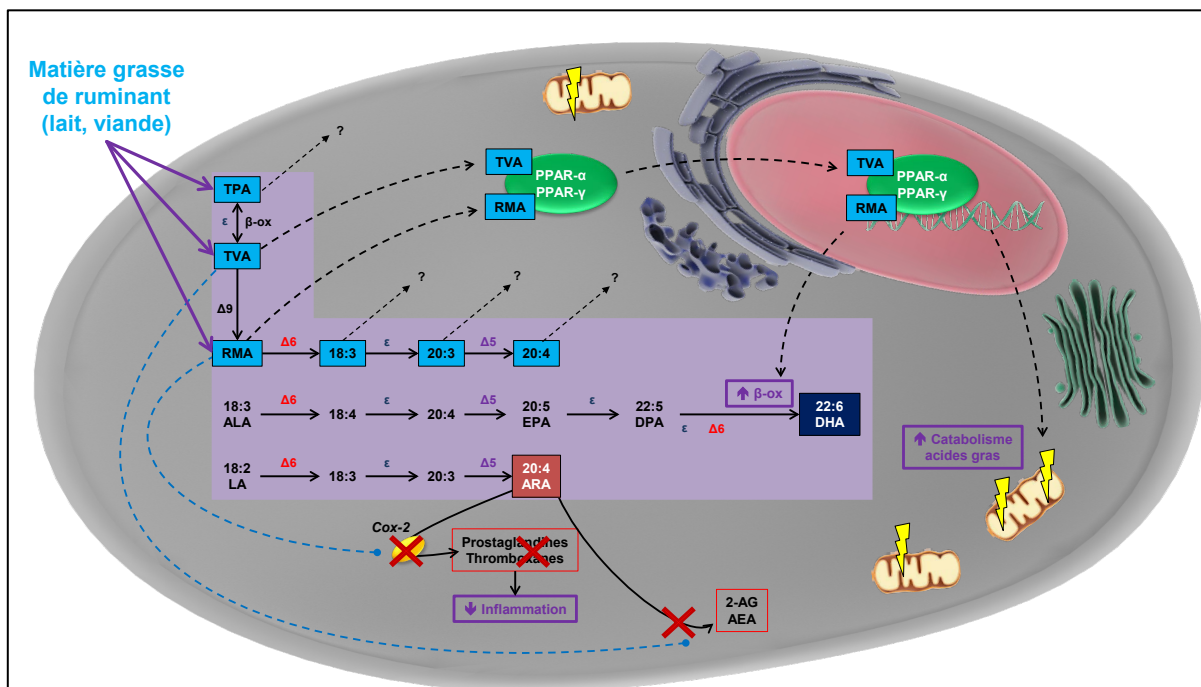 Matière grasse
de ruminant
(lait, viande)
?
TPA
ε β-ox
TVA
Δ9
RMA
TVA
RMA
PPAR-α
PPAR-γ
TVA
RMA
PPAR-α
PPAR-γ
? ? ?
Δ6 18:3 ε 20:3 Δ5 20:4
18:3
ALA
Δ6 18:4 ε 20:4 Δ5
20:5
EPA
ε
22:5
DPA
ε Δ6
β-ox
22:6
DHA
18:2
LA
Δ6 18:3 ε 20:3 Δ5
20:4
ARA
Catabolisme
acides gras
Cox-2
Prostaglandines
Thromboxanes
Inflammation
2-AG
AEA